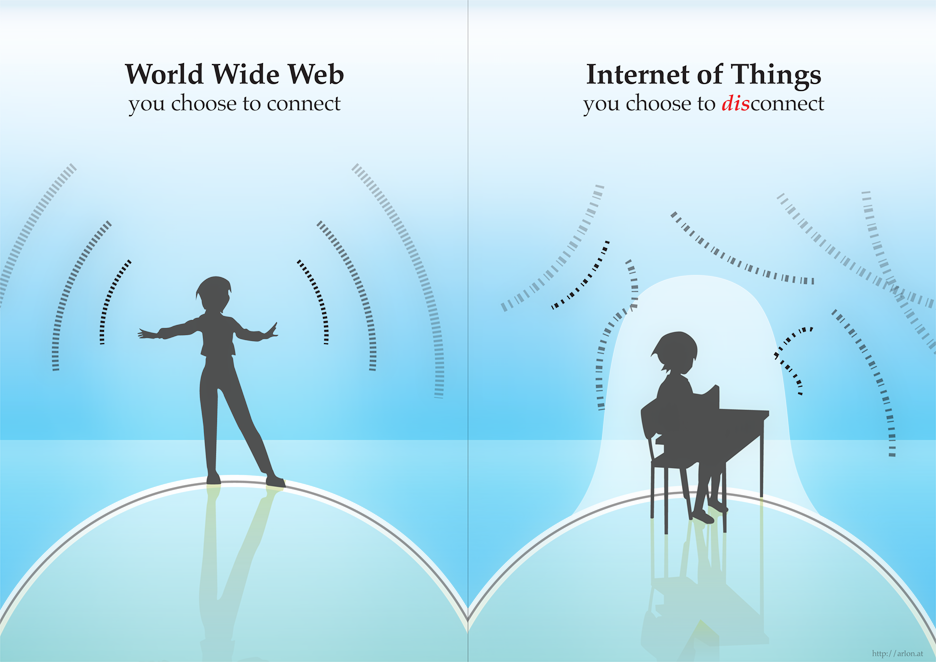 World Wide Web
you choose to connect
Internet of Things
you choose to disconnect
http://arlon.at